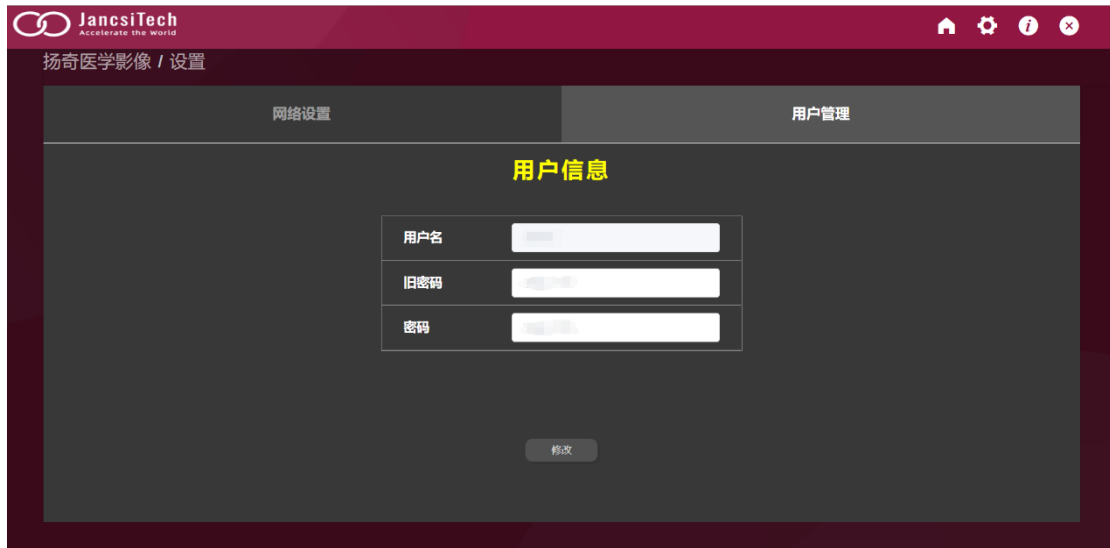 JancsiTech
Accelerate the World
扬奇医学影像 / 设置
网络设置 用户管理
用户信息
用户名
旧密码
密码
修改